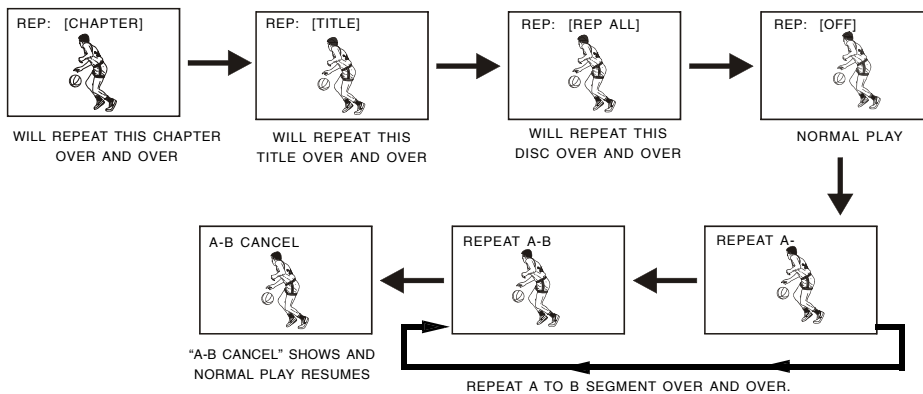 REP: [CHAPTER]
WILL REPEAT THIS CHAPTER
OVER AND OVER
REP: [TITLE]
WILL REPEAT THIS
TITLE OVER AND OVER
REP: [REP ALL]
WILL REPEAT THIS
DISC OVER AND OVER
REP: [OFF]
NORMAL PLAY
REPEAT A-
REPEAT A-B
A-B CANCEL
“A-B CANCEL” SHOWS AND
NORMAL PLAY RESUMES
REPEAT A TO B SEGMENT OVER AND OVER.